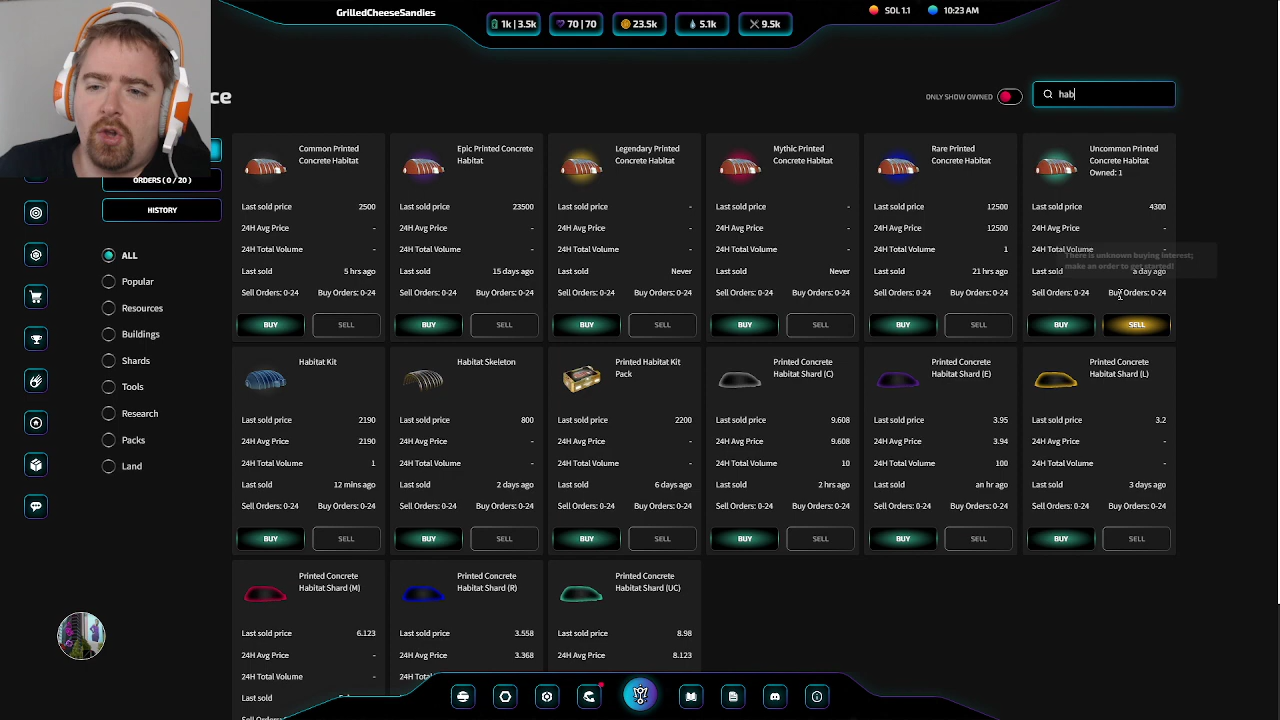 GrilledCheeseSandies
1k | 3.5k
70 | 70
23.5k
5.1k
9.5k
SOL 1.1
10:23 AM
ce
ONLY SHOW OWNED
hab
ORDERS ( 0 / 20 )
HISTORY
ALL
Popular
Resources
Buildings
Shards
Tools
Research
Packs
Land
Common Printed
Concrete Habitat
Last sold price 2500
24H Avg Price -
24H Total Volume -
Last sold 5 hrs ago
Sell Orders: 0-24 Buy Orders: 0-24
BUY SELL
Epic Printed Concrete
Habitat
Last sold price 23500
24H Avg Price -
24H Total Volume -
Last sold 15 days ago
Sell Orders: 0-24 Buy Orders: 0-24
BUY SELL
Legendary Printed
Concrete Habitat
Last sold price -
24H Avg Price -
24H Total Volume -
Last sold Never
Sell Orders: 0-24 Buy Orders: 0-24
BUY SELL
Mythic Printed
Concrete Habitat
Last sold price -
24H Avg Price -
24H Total Volume -
Last sold Never
Sell Orders: 0-24 Buy Orders: 0-24
BUY SELL
Rare Printed
Concrete Habitat
Last sold price 12500
24H Avg Price 12500
24H Total Volume 1
Last sold 21 hrs ago
Sell Orders: 0-24 Buy Orders: 0-24
BUY SELL
Uncommon Printed
Concrete Habitat
Owned: 1
Last sold price 4300
24H Avg Price -
24H Total Volume -
There is unknown buying interest;
make an order to get started!
Last sold a day ago
Sell Orders: 0-24 Buy Orders: 0-24
BUY SELL
Habitat Kit
Last sold price 2190
24H Avg Price 2190
24H Total Volume 1
Last sold 12 mins ago
Sell Orders: 0-24 Buy Orders: 0-24
BUY SELL
Habitat Skeleton
Last sold price 800
24H Avg Price -
24H Total Volume -
Last sold 2 days ago
Sell Orders: 0-24 Buy Orders: 0-24
BUY SELL
Printed Habitat Kit
Pack
Last sold price 2200
24H Avg Price -
24H Total Volume -
Last sold 6 days ago
Sell Orders: 0-24 Buy Orders: 0-24
BUY SELL
Printed Concrete
Habitat Shard (C)
Last sold price 9.608
24H Avg Price 9.608
24H Total Volume 10
Last sold 2 hrs ago
Sell Orders: 0-24 Buy Orders: 0-24
BUY SELL
Printed Concrete
Habitat Shard (E)
Last sold price 3.95
24H Avg Price 3.94
24H Total Volume 100
Last sold an hr ago
Sell Orders: 0-24 Buy Orders: 0-24
BUY SELL
Printed Concrete
Habitat Shard (L)
Last sold price 3.2
24H Avg Price -
24H Total Volume -
Last sold 3 days ago
Sell Orders: 0-24 Buy Orders: 0-24
BUY SELL
Printed Concrete
Habitat Shard (M)
Last sold price 6.123
24H Avg Price -
24H Total Volume
Last sold
Printed Concrete
Habitat Shard (R)
Last sold price 3.558
24H Avg Price 3.368
Printed Concrete
Habitat Shard (UC)
Last sold price 8.98
24H Avg Price 8.123